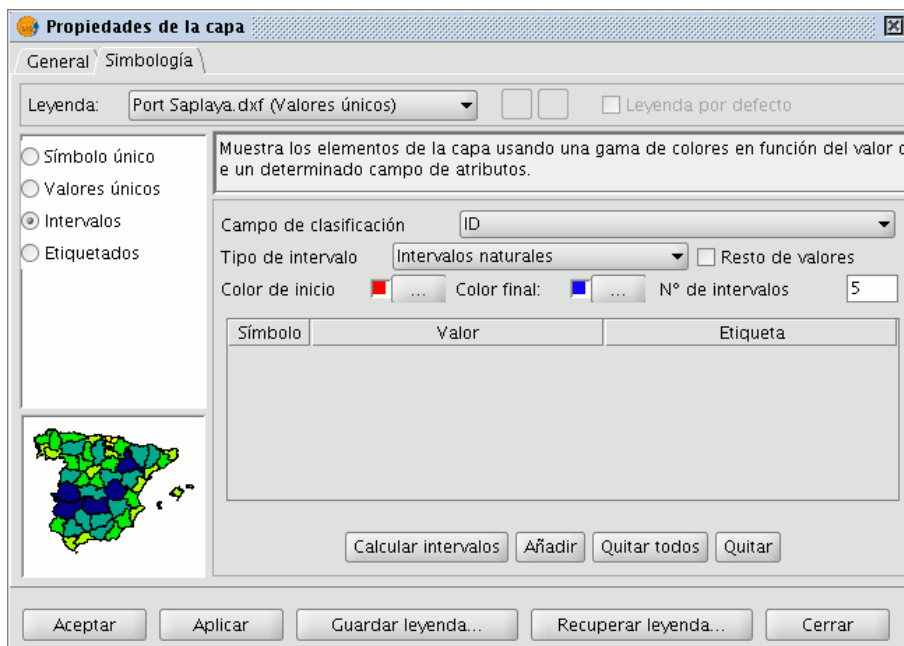 Propiedades de la capa
General Simbología
Leyenda: Port Saplaya.dxf (Valores únicos) Leyenda por defecto
Símbolo único
Valores únicos
Intervalos
Etiquetados
Muestra los elementos de la capa usando una gama de colores en función del valor d
e un determinado campo de atributos.
Campo de clasificación ID
Tipo de intervalo Intervalos naturales Resto de valores
Color de inicio ... Color final: ... N° de intervalos 5
Símbolo Valor Etiqueta
Calcular intervalos Añadir Quitar todos Quitar
Aceptar Aplicar Guardar leyenda... Recuperar leyenda... Cerrar